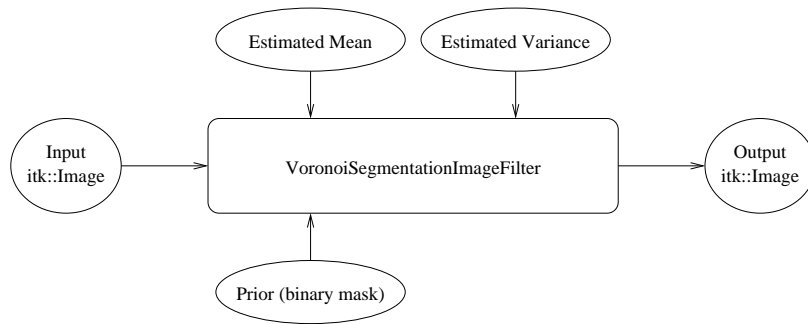 Estimated Mean
Estimated Variance
Input
itk::Image
VoronoiSegmentationImageFilter
Output
itk::Image
Prior (binary mask)